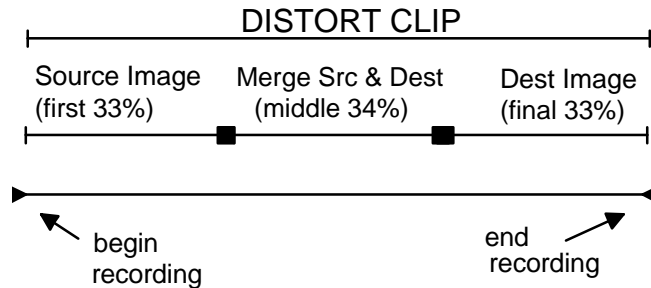 DISTORT CLIP
Source Image
(first 33%)
Merge Src & Dest
(middle 34%)
Dest Image
(final 33%)
begin
recording
end
recording